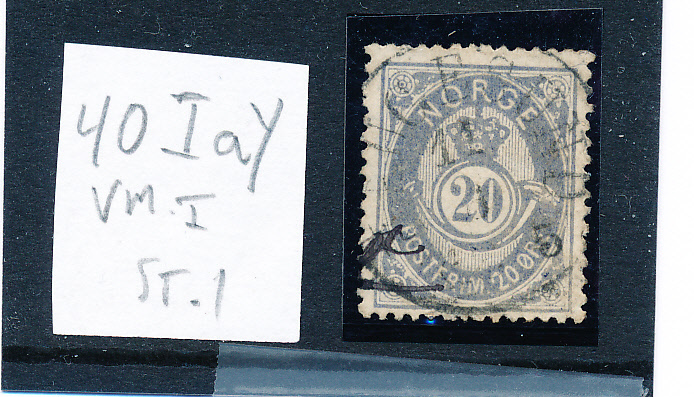 40 I a Y
VM. I
ST. 1
NORGE
20
POSTFRIM. 20 ØRE